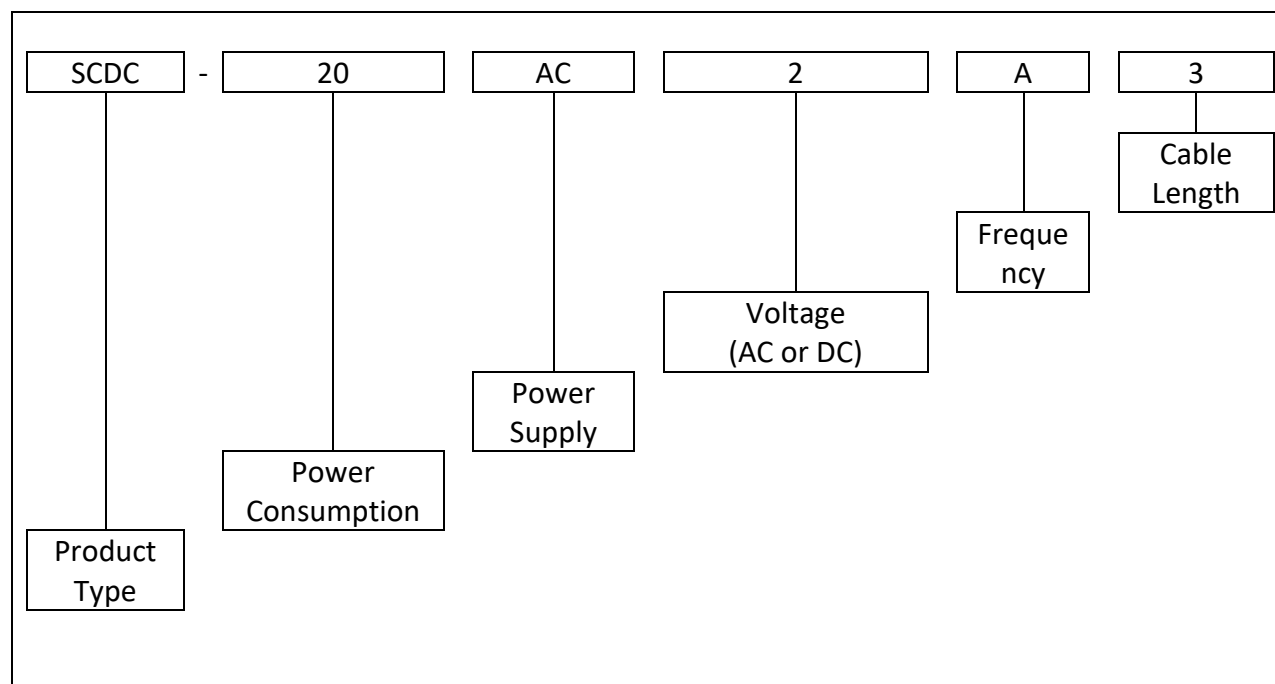 SCDC - 20 AC 2 A 3
Cable
Length
Freque
ncy
Voltage
(AC or DC)
Power
Supply
Power
Consumption
Product
Type